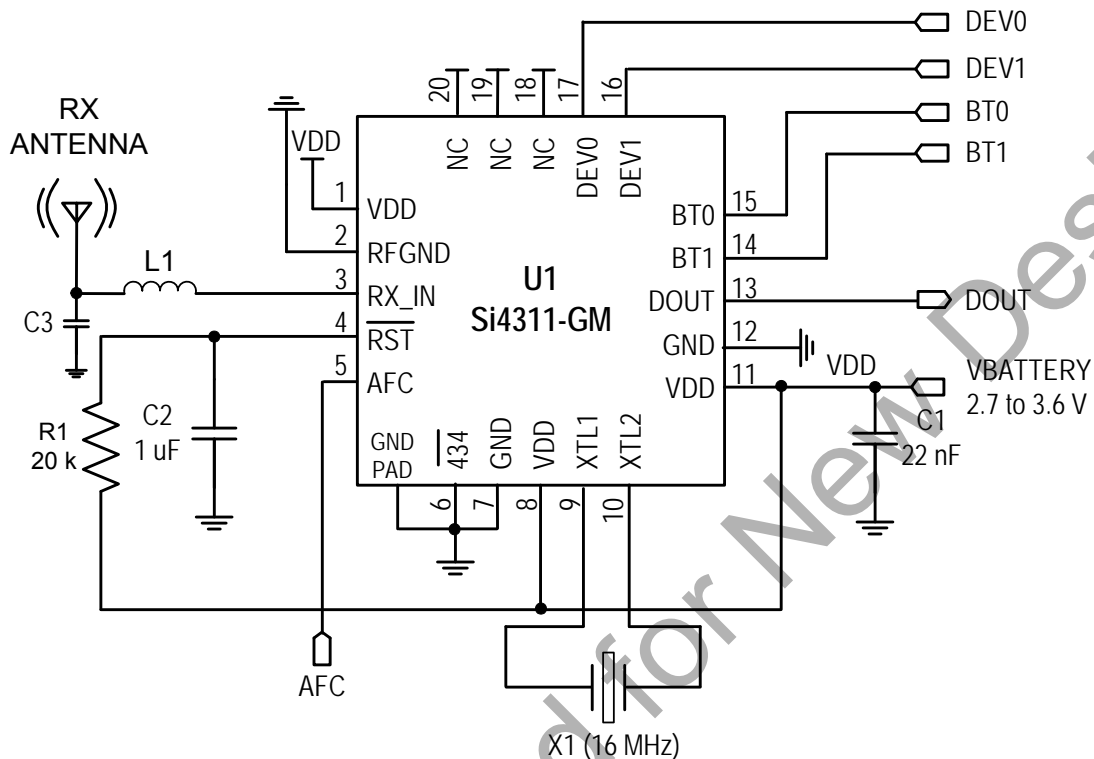 DEV0
DEV1
BT0
BT1
RX
ANTENNA
VDD
20
19
18
17
16
NC
NC
NC
DEV0
DEV1
1
VDD
2
RFGND
3
RX_IN
4
RST
5
AFC
L1
C3
R1
20 k
C2
1 uF
U1
Si4311-GM
15
BT0
14
BT1
13
DOUT
DOUT
12
GND
11
VDD
VDD
VBATTERY
2.7 to 3.6 V
C1
22 nF
GND
PAD
434
GND
VDD
XTL1
XTL2
6
7
8
9
10
AFC
X1 (16 MHz)
d for New Des